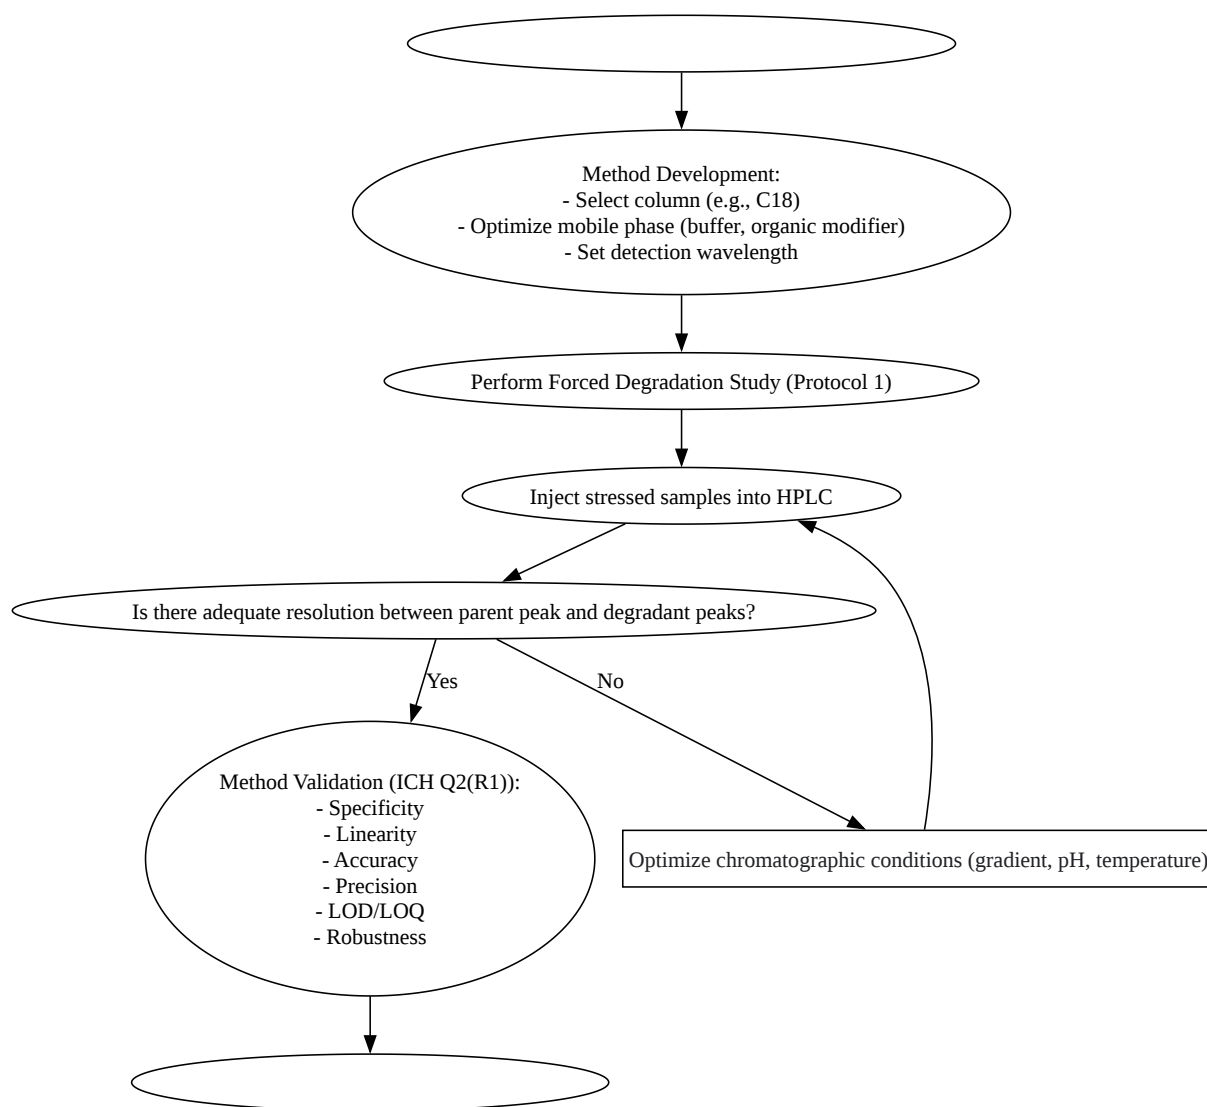 Method Development:
- Select column (e.g., C18)
- Optimize mobile phase (buffer, organic modifier)
- Set detection wavelength
Perform Forced Degradation Study (Protocol 1)
Inject stressed samples into HPLC
Is there adequate resolution between parent peak and degradant peaks?
Yes
No
Method Validation (ICH Q2(R1)):
- Specificity
- Linearity
- Accuracy
- Precision
- LOD/LOQ
- Robustness
Optimize chromatographic conditions (gradient, pH, temperature)